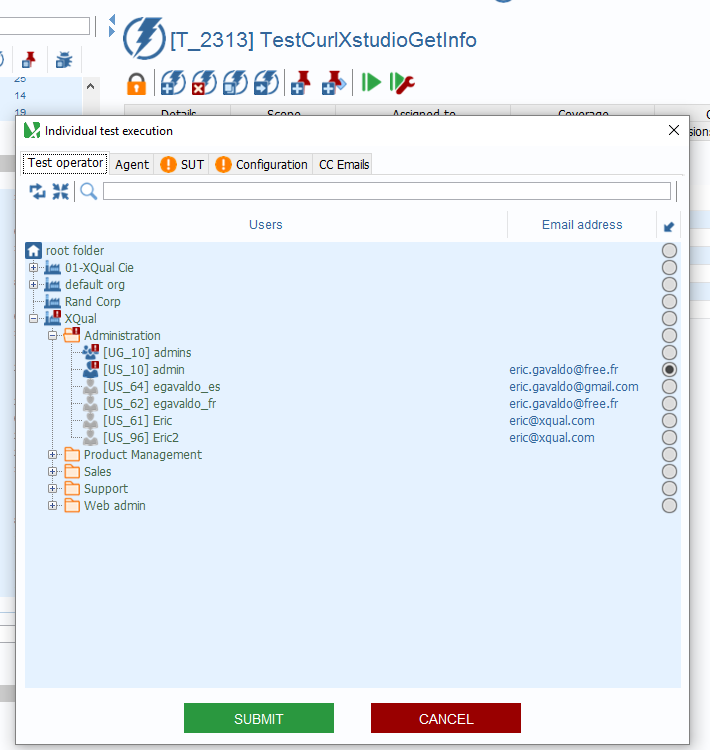 [T_2313] TestCurlXstudioGetInfo
25
14
19
Details Scope Assigned to Coverage
Individual test execution
Test operator Agent SUT Configuration CC Emails
Users Email address
root folder
01-XQual Cie
default org
Rand Corp
XQual
Administration
[UG_10] admins
[US_10] admin eric.gavaldo@free.fr
[US_64] egavaldo_es eric.gavaldo@gmail.com
[US_62] egavaldo_fr eric.gavaldo@free.fr
[US_61] Eric eric@xqual.com
[US_96] Eric2 eric@xqual.com
Product Management
Sales
Support
Web admin
SUBMIT CANCEL